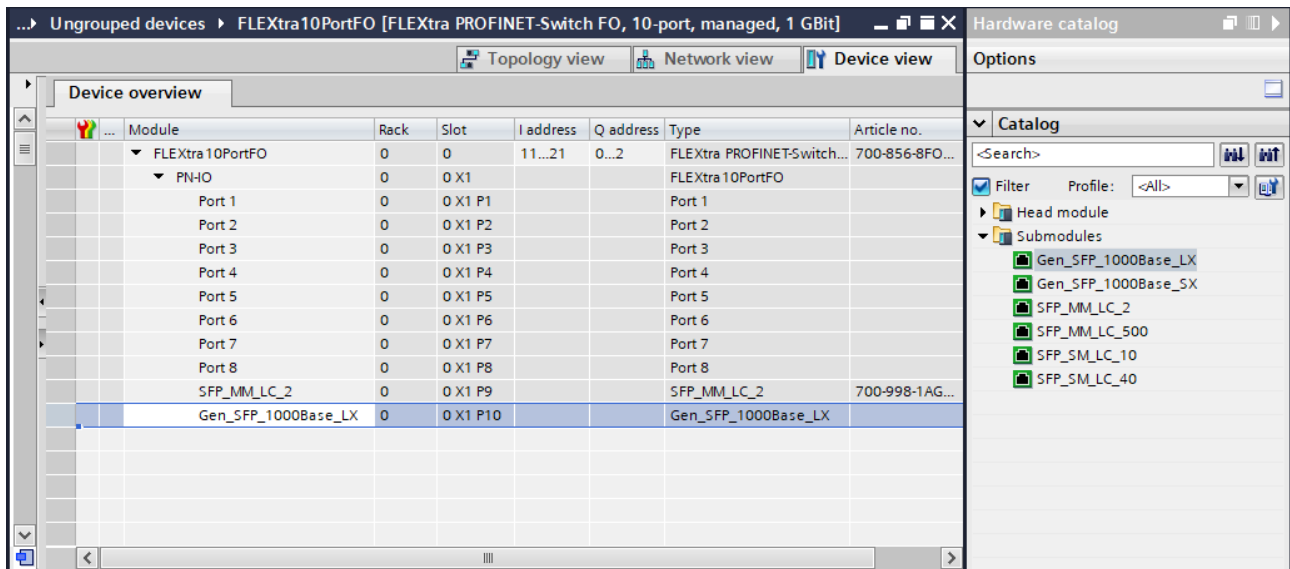 ...▸ Ungrouped devices ▸ FLEXtra10PortFO [FLEXtra PROFINET-Switch FO, 10-port, managed, 1 GBit]
Topology view Network view Device view
Device overview
... Module Rack Slot I address Q address Type Article no.
FLEXtra10PortFO 0 0 11...21 0...2 FLEXtra PROFINET-Switch... 700-856-8FO...
PN-IO 0 0 X1 FLEXtra10PortFO
Port 1 0 0 X1 P1 Port 1
Port 2 0 0 X1 P2 Port 2
Port 3 0 0 X1 P3 Port 3
Port 4 0 0 X1 P4 Port 4
Port 5 0 0 X1 P5 Port 5
Port 6 0 0 X1 P6 Port 6
Port 7 0 0 X1 P7 Port 7
Port 8 0 0 X1 P8 Port 8
SFP_MM_LC_2 0 0 X1 P9 SFP_MM_LC_2 700-998-1AG...
Gen_SFP_1000Base_LX 0 0 X1 P10 Gen_SFP_1000Base_LX
Hardware catalog
Options
Catalog
<Search>
Filter Profile: <All>
Head module
Submodules
Gen_SFP_1000Base_LX
Gen_SFP_1000Base_SX
SFP_MM_LC_2
SFP_MM_LC_500
SFP_SM_LC_10
SFP_SM_LC_40